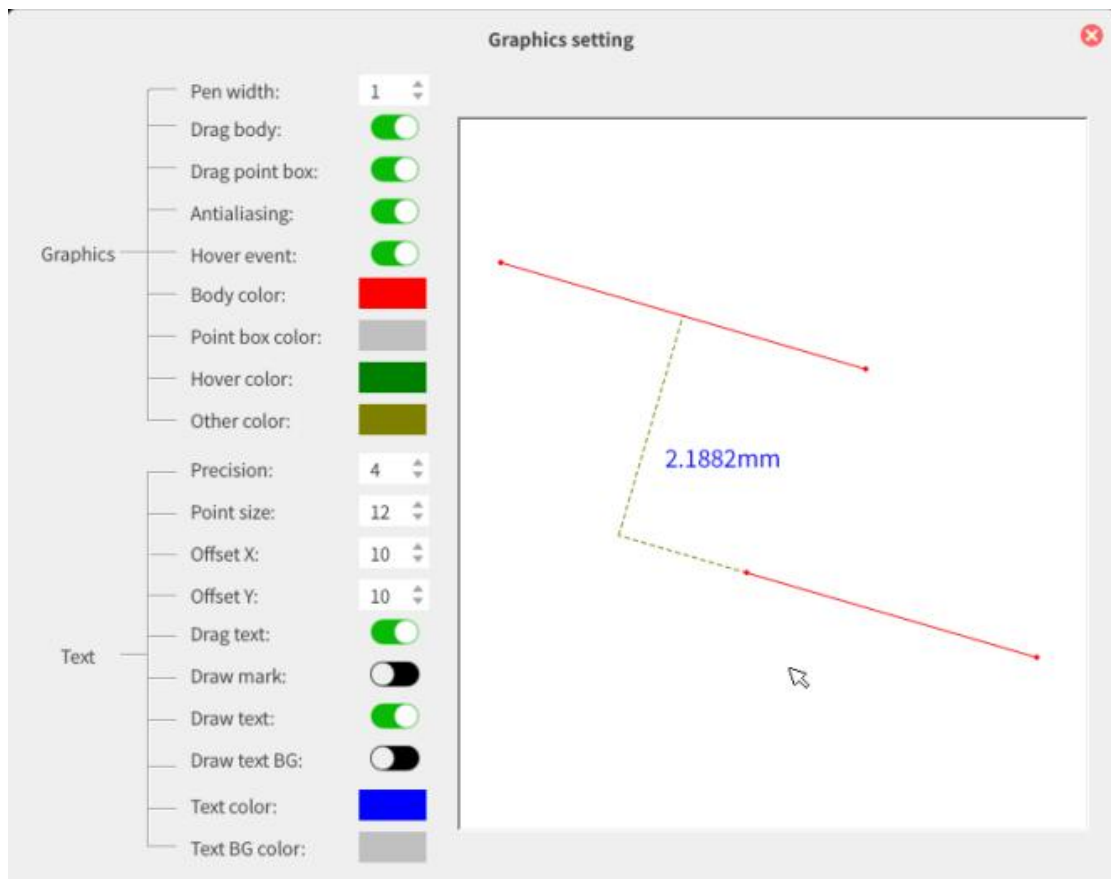 Graphics setting
Graphics
Pen width: 1
Drag body:
Drag point box:
Antialiasing:
Hover event:
Body color:
Point box color:
Hover color:
Other color:
Text
Precision: 4
Point size: 12
Offset X: 10
Offset Y: 10
Drag text:
Draw mark:
Draw text:
Draw text BG:
Text color:
Text BG color:
2.1882mm